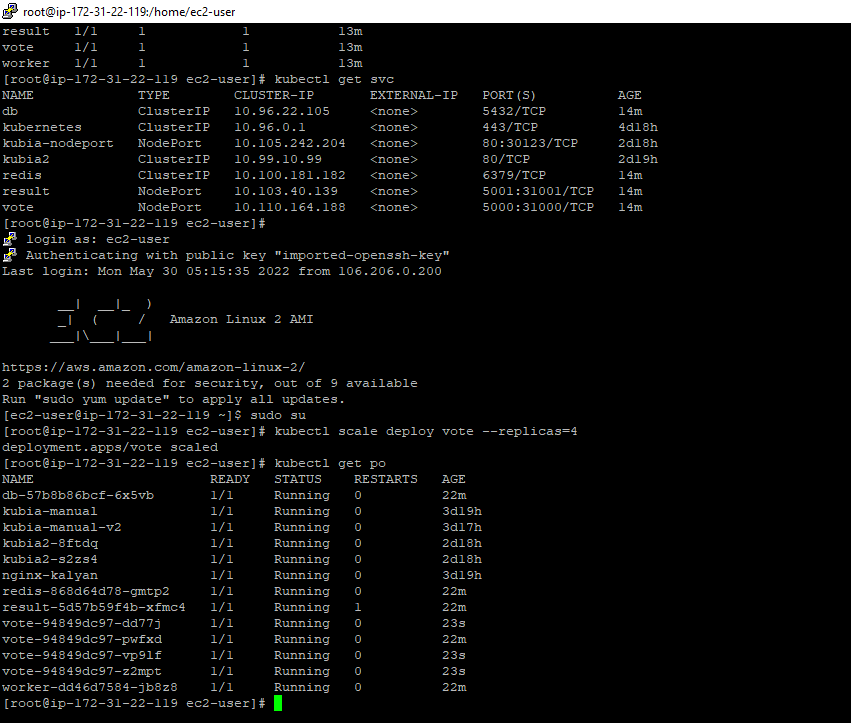 root@ip-172-31-22-119:/home/ec2-user
result   1/1     1            1           13m
vote     1/1     1            1           13m
worker   1/1     1            1           13m
[root@ip-172-31-22-119 ec2-user]# kubectl get svc
NAME             TYPE        CLUSTER-IP       EXTERNAL-IP   PORT(S)          AGE
db               ClusterIP   10.96.22.105     <none>        5432/TCP         14m
kubernetes       ClusterIP   10.96.0.1        <none>        443/TCP          4d18h
kubia-nodeport   NodePort    10.105.242.204   <none>        80:30123/TCP     2d18h
kubia2           ClusterIP   10.99.10.99      <none>        80/TCP           2d19h
redis            ClusterIP   10.100.181.182   <none>        6379/TCP         14m
result           NodePort    10.103.40.139    <none>        5001:31001/TCP   14m
vote             NodePort    10.110.164.188   <none>        5000:31000/TCP   14m
[root@ip-172-31-22-119 ec2-user]#
login as: ec2-user
Authenticating with public key "imported-openssh-key"
Last login: Mon May 30 05:15:35 2022 from 106.206.0.200
       __|  __|_  )
       _|  (     /   Amazon Linux 2 AMI
      ___|\___|___|
https://aws.amazon.com/amazon-linux-2/
2 package(s) needed for security, out of 9 available
Run "sudo yum update" to apply all updates.
[ec2-user@ip-172-31-22-119 ~]$ sudo su
[root@ip-172-31-22-119 ec2-user]# kubectl scale deploy vote --replicas=4
deployment.apps/vote scaled
[root@ip-172-31-22-119 ec2-user]# kubectl get po
NAME                      READY   STATUS    RESTARTS   AGE
db-57b8b86bcf-6x5vb       1/1     Running   0          22m
kubia-manual              1/1     Running   0          3d19h
kubia-manual-v2           1/1     Running   0          3d17h
kubia2-8ftdq              1/1     Running   0          2d18h
kubia2-s2zs4              1/1     Running   0          2d18h
nginx-kalyan              1/1     Running   0          3d19h
redis-868d64d78-gmtp2     1/1     Running   0          22m
result-5d57b59f4b-xfmc4   1/1     Running   1          22m
vote-94849dc97-dd77j      1/1     Running   0          23s
vote-94849dc97-pwfxd      1/1     Running   0          22m
vote-94849dc97-vp9lf      1/1     Running   0          23s
vote-94849dc97-z2mpt      1/1     Running   0          23s
worker-dd46d7584-jb8z8    1/1     Running   0          22m
[root@ip-172-31-22-119 ec2-user]#